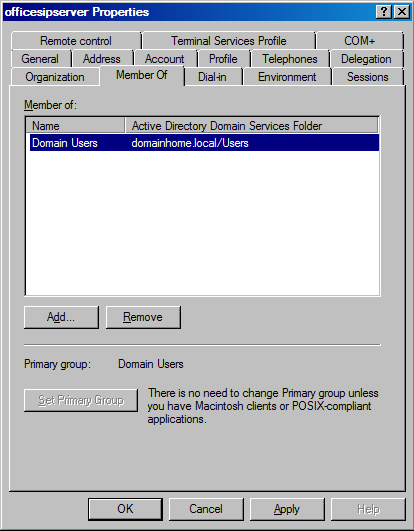 officesipserver Properties
Remote control Terminal Services Profile COM+
General Address Account Profile Telephones Delegation
Organization Member Of Dial-in Environment Sessions
Member of:
Name Active Directory Domain Services Folder
Domain Users domainhome.local/Users
Add... Remove
Primary group: Domain Users
Set Primary Group
There is no need to change Primary group unless
you have Macintosh clients or POSIX-compliant
applications.
OK Cancel Apply Help